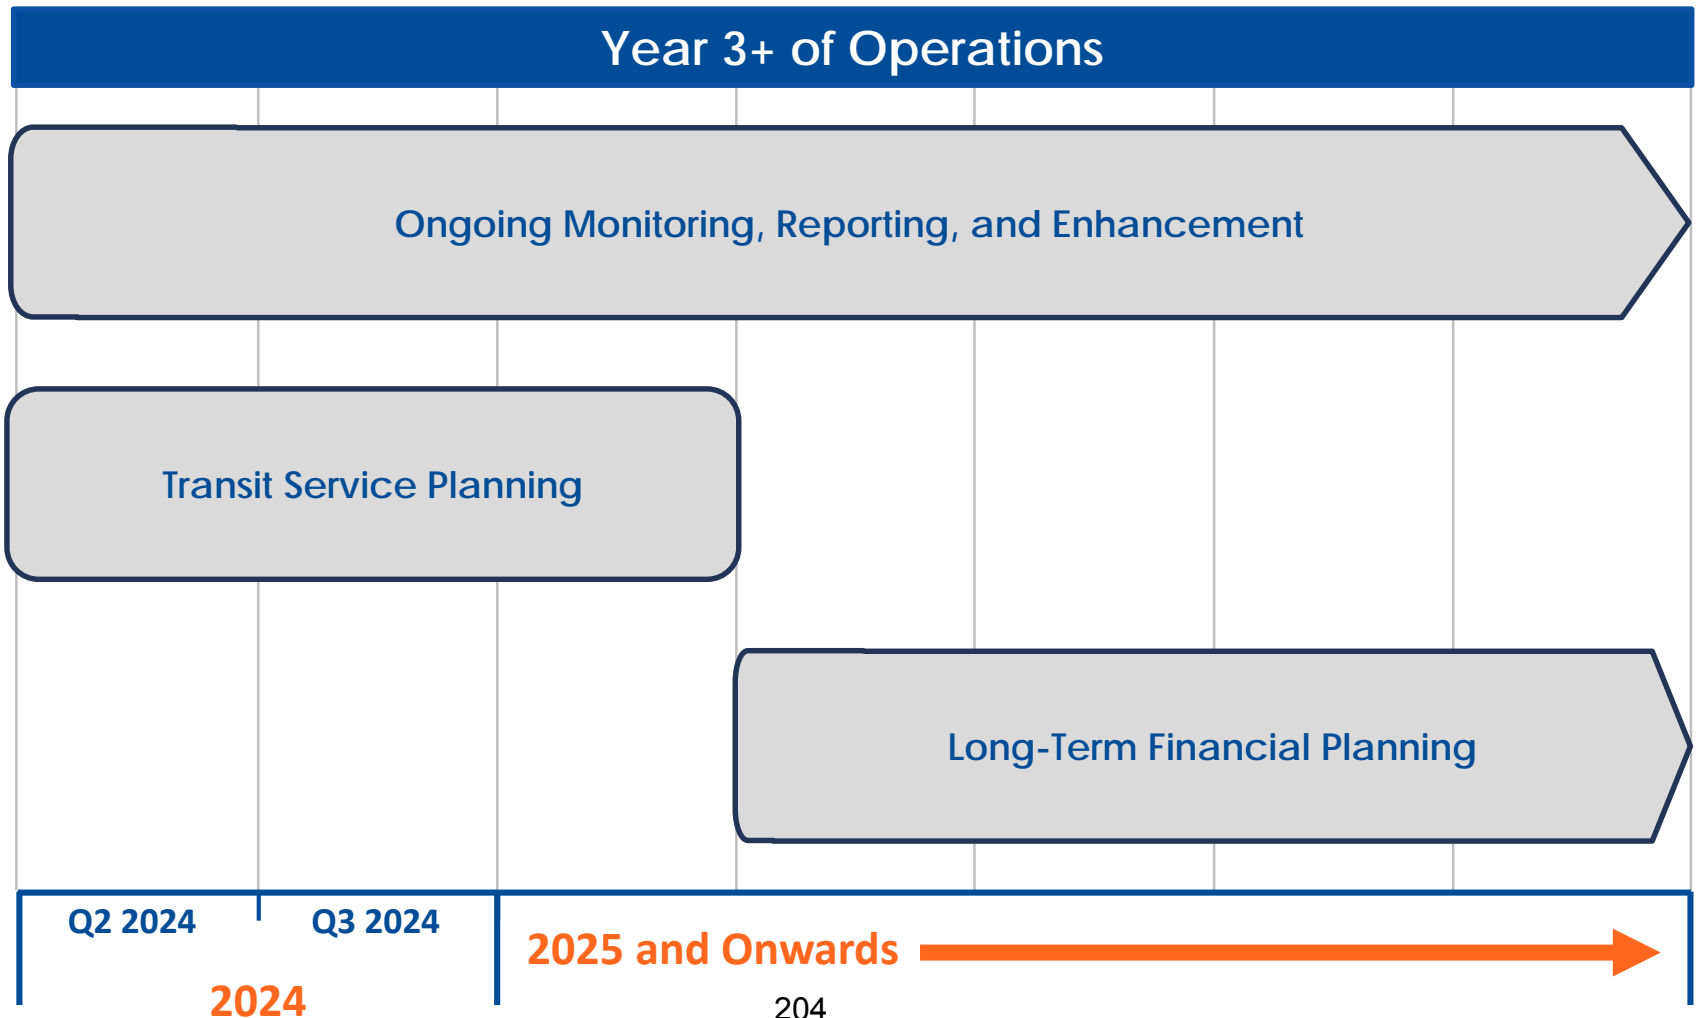 Year 3+ of Operations
Ongoing Monitoring, Reporting, and Enhancement
Transit Service Planning
Long-Term Financial Planning
Q2 2024
Q3 2024
2025 and Onwards
2024
204